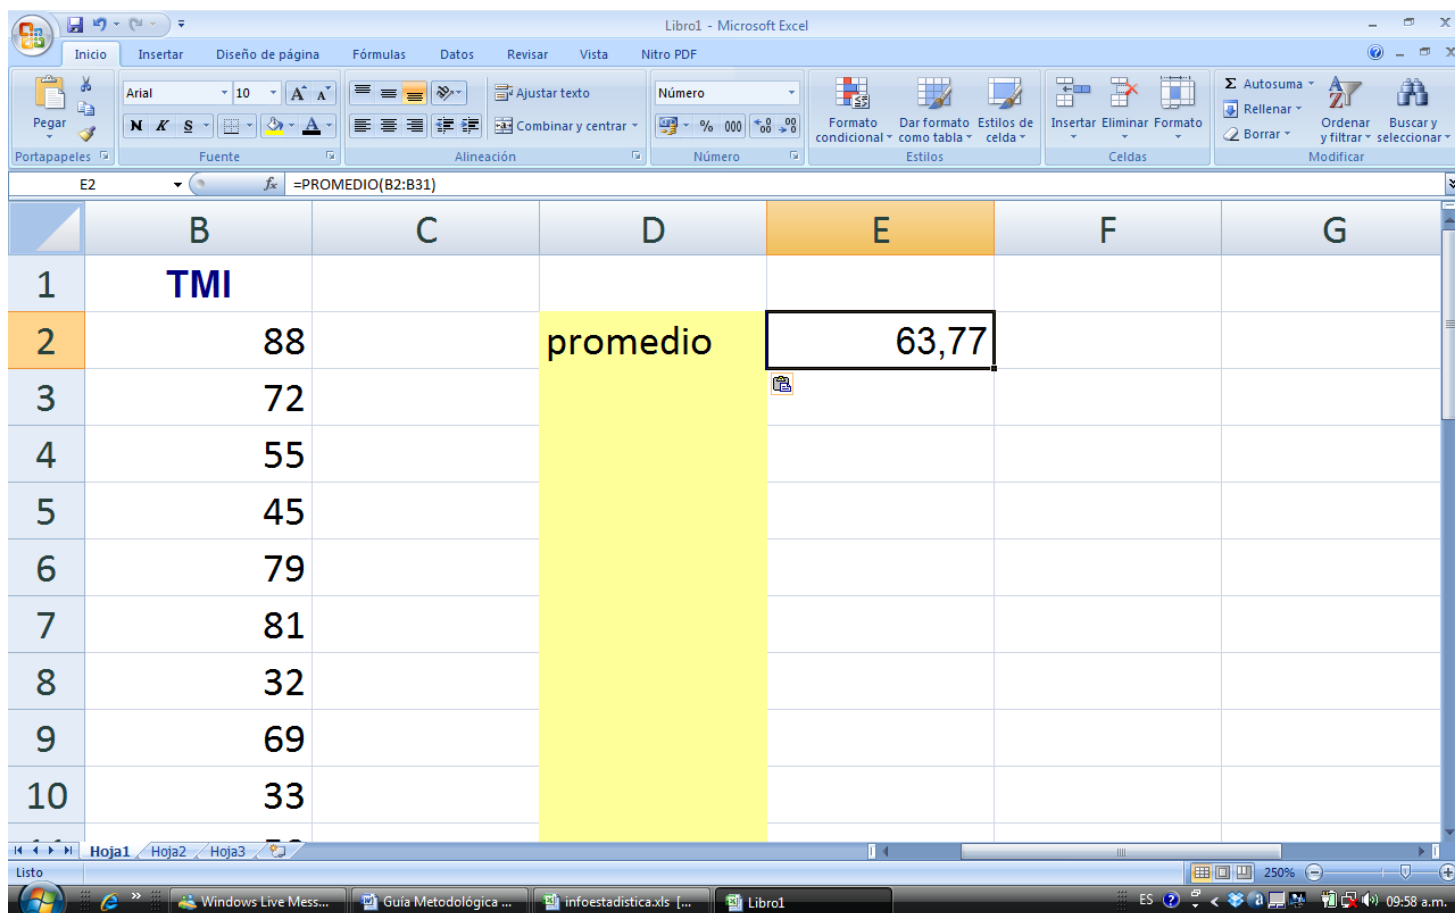 Libro1 - Microsoft Excel
Inicio Insertar Diseño de página Fórmulas Datos Revisar Vista Nitro PDF
Pegar
Portapapeles
Arial 10
N K S
Fuente
Ajustar texto
Combinar y centrar
Alineación
Número
% 000
Número
Formato condicional
Dar formato como tabla
Estilos de celda
Estilos
Insertar Eliminar Formato
Celdas
Σ Autosuma
Rellenar
Borrar
Ordenar y filtrar
Buscar y seleccionar
Modificar
E2 fx =PROMEDIO(B2:B31)
B C D E F G
1 TMI
2 88 promedio 63,77
3 72
4 55
5 45
6 79
7 81
8 32
9 69
10 33
Hoja1 Hoja2 Hoja3
Listo 250%
Windows Live Mess... Guía Metodológica ... infoestadistica.xls [... Libro1 ES 09:58 a.m.